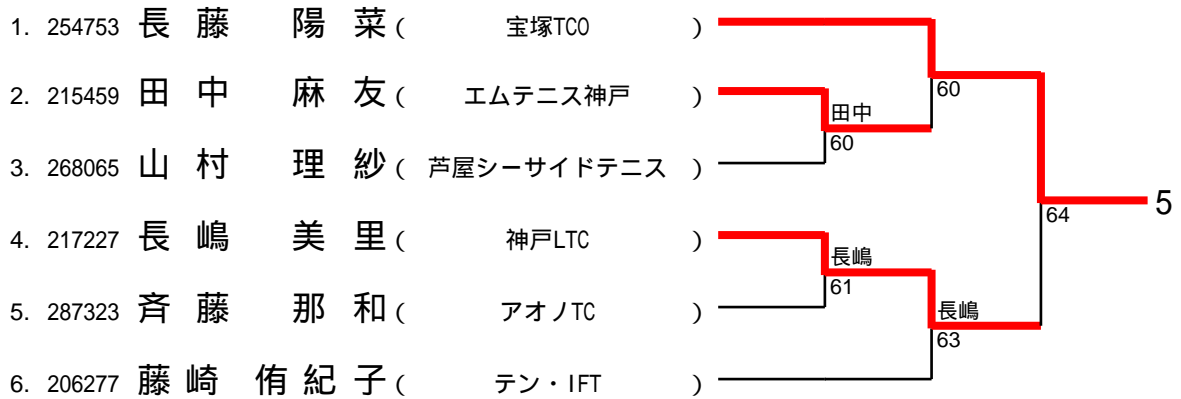 1. 254753 長藤 陽菜 ( 宝塚TCO )
60
2. 215459 田中 麻友 ( エムテニス神戸 )
田中
60
3. 268065 山村 理紗 ( 芦屋シーサイドテニス )
64
5
4. 217227 長嶋 美里 ( 神戸LTC )
長嶋
61
5. 287323 斉藤 那和 ( アオノTC )
長嶋
63
6. 206277 藤崎 侑紀子 ( テン・IFT )